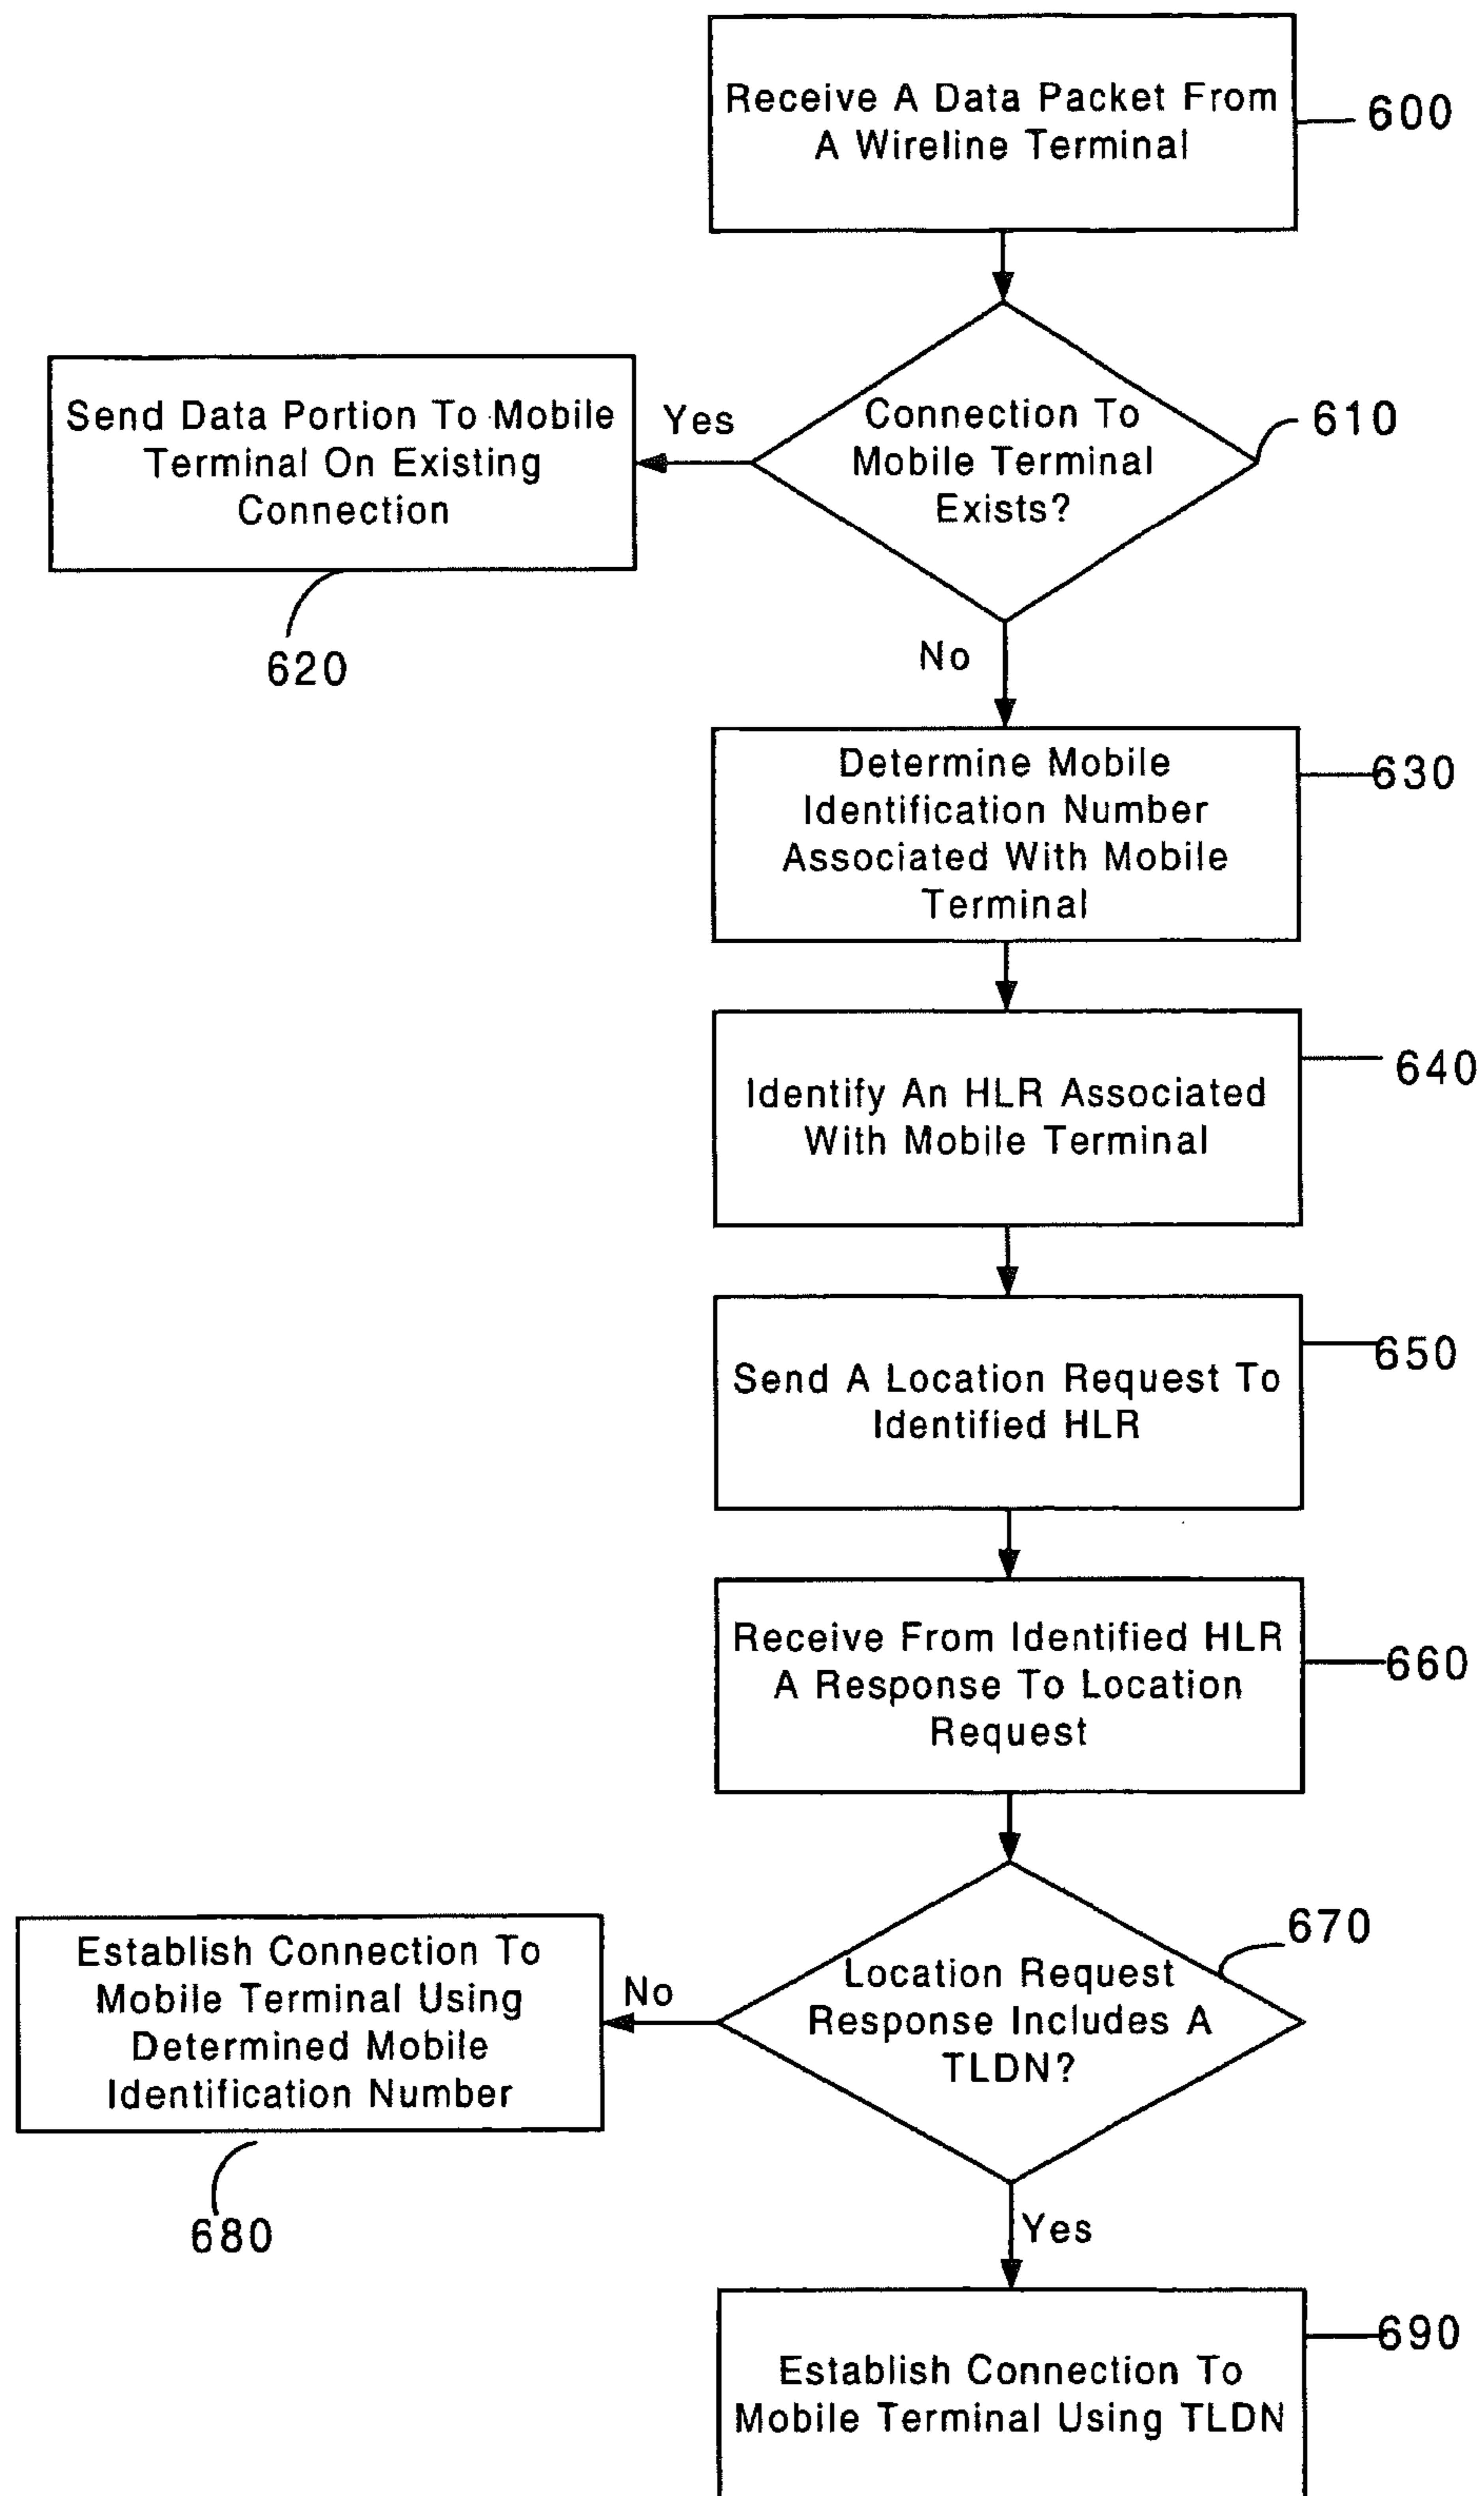 Receive A Data Packet From
A Wireline Terminal
600
Connection To
Mobile Terminal
Exists?
610
Yes
Send Data Portion To Mobile
Terminal On Existing
Connection
620
No
Determine Mobile
Identification Number
Associated With Mobile
Terminal
630
Identify An HLR Associated
With Mobile Terminal
640
Send A Location Request To
Identified HLR
650
Receive From Identified HLR
A Response To Location
Request
660
Location Request
Response Includes A
TLDN?
670
No
Establish Connection To
Mobile Terminal Using
Determined Mobile
Identification Number
680
Yes
Establish Connection To
Mobile Terminal Using TLDN
690